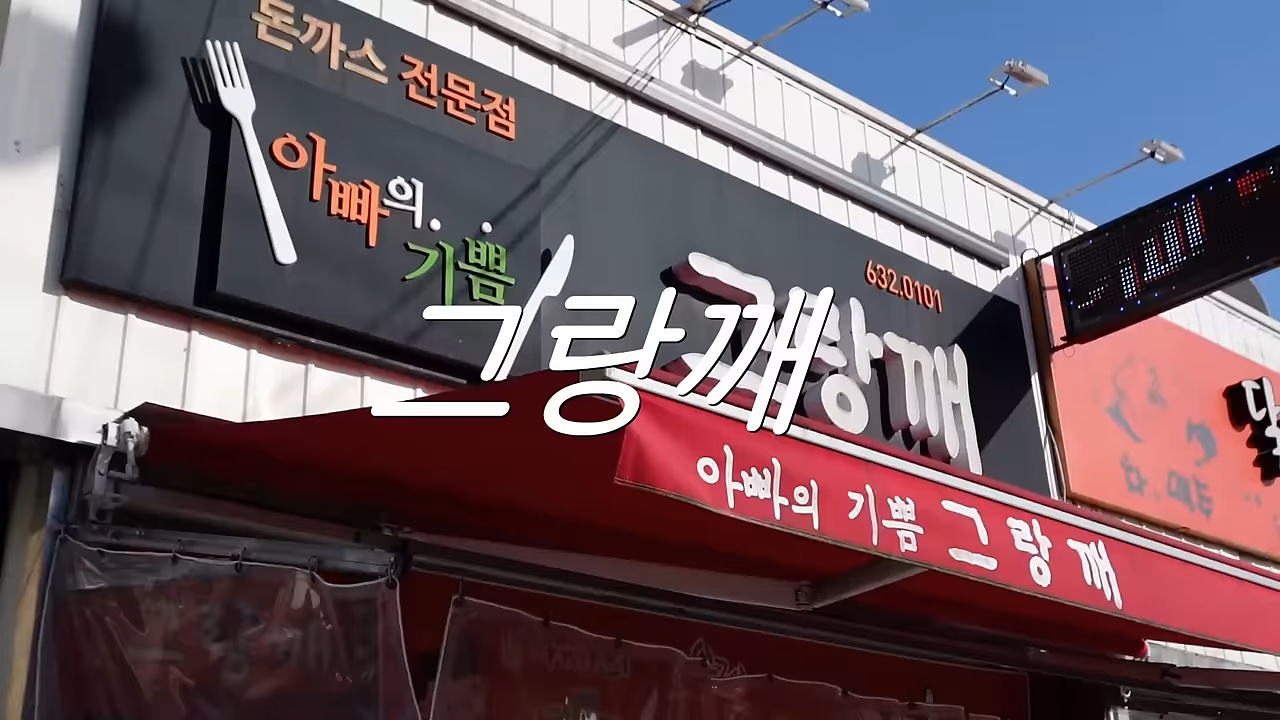 돈까스 전문점
아빠의..
기쁨
그랑깨
632.0101
그랑깨
아빠의 기쁨 그랑깨